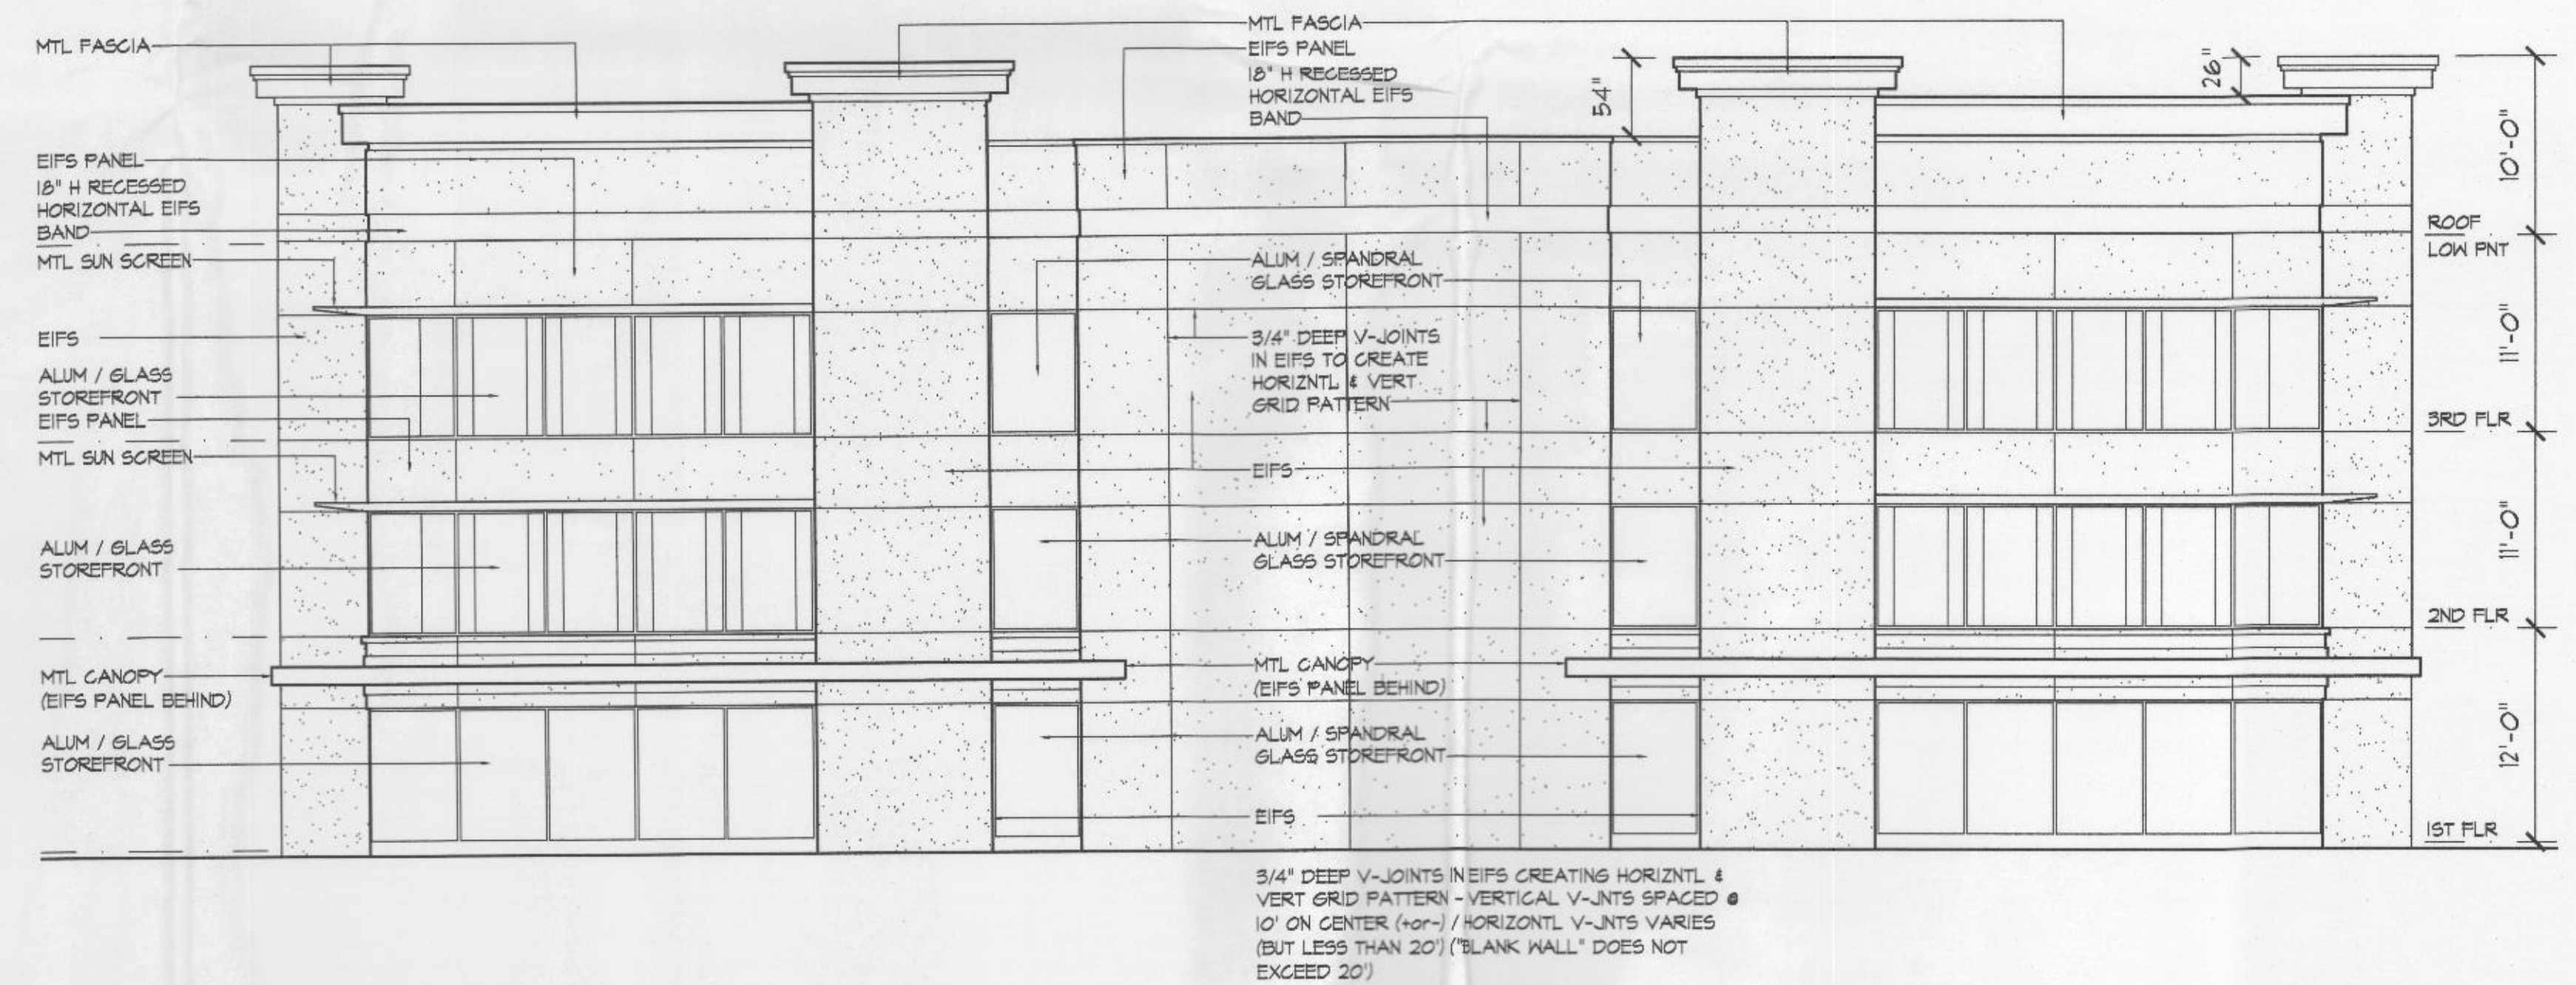 MTL FASCIA
EIFS PANEL
18" H RECESSED
HORIZONTAL EIFS
BAND
MTL SUN SCREEN
EIFS
ALUM / GLASS
STOREFRONT
EIFS PANEL
MTL SUN SCREEN
ALUM / GLASS
STOREFRONT
MTL CANOPY
(EIFS PANEL BEHIND)
ALUM / GLASS
STOREFRONT
MTL FASCIA
EIFS PANEL
18" H RECESSED
HORIZONTAL EIFS
BAND
ALUM / SPANDRAL
GLASS STOREFRONT
3/4" DEEP V-JOINTS
IN EIFS TO CREATE
HORIZNTL & VERT
GRID PATTERN
EIFS
ALUM / SPANDRAL
GLASS STOREFRONT
MTL CANOPY
(EIFS PANEL BEHIND)
ALUM / SPANDRAL
GLASS STOREFRONT
EIFS
3/4" DEEP V-JOINTS IN EIFS CREATING HORIZNTL &
VERT GRID PATTERN - VERTICAL V-JNTS SPACED @
10' ON CENTER (+or-) / HORIZONTL V-JNTS VARIES
(BUT LESS THAN 20') ("BLANK WALL" DOES NOT
EXCEED 20')
54"
26"
10'-0"
ROOF
LOW PNT
11'-0"
3RD FLR
11'-0"
2ND FLR
12'-0"
1ST FLR